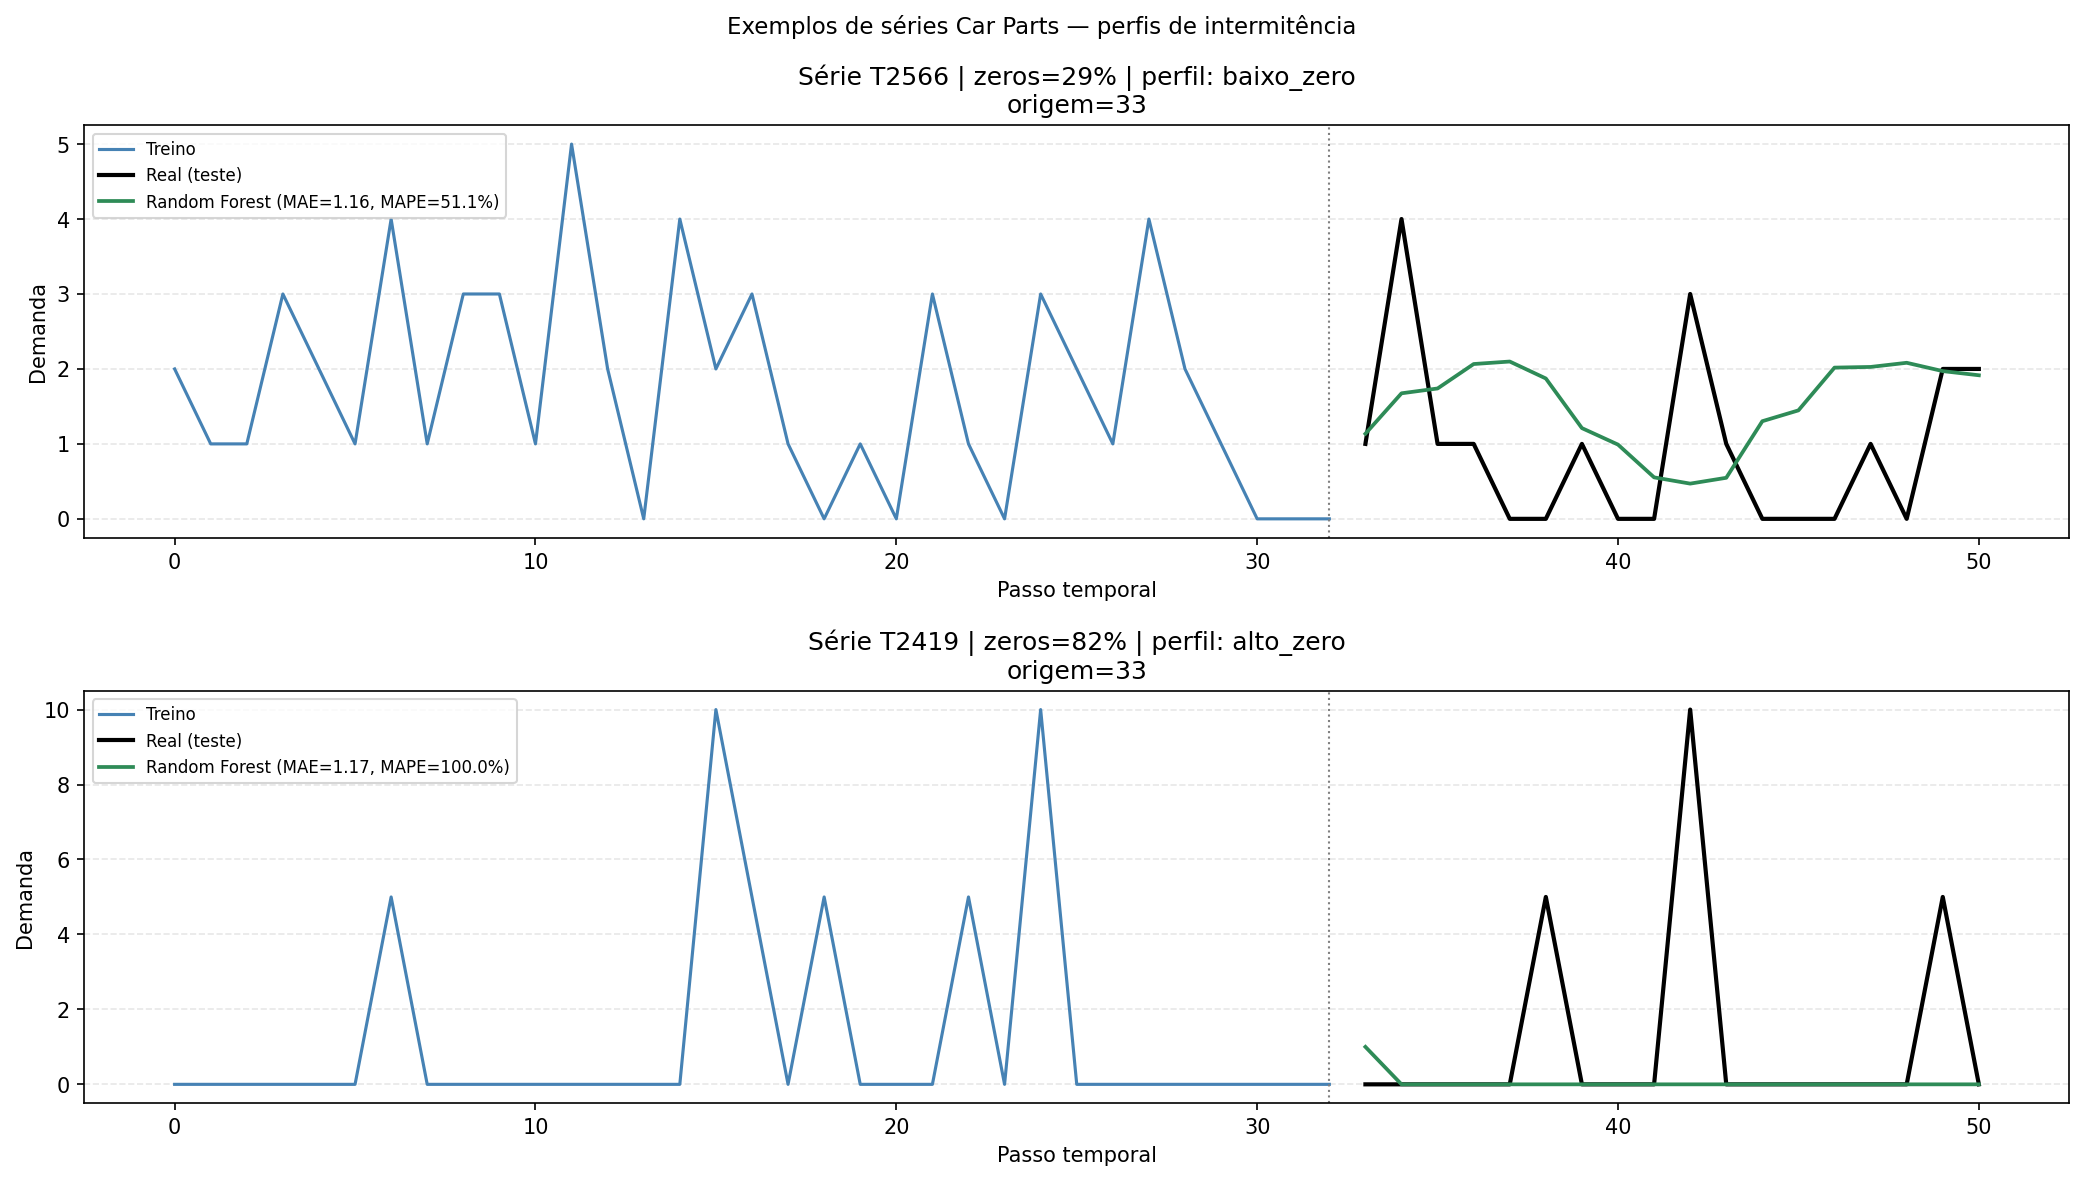 Exemplos de séries Car Parts — perfis de intermitência
Série T2566 | zeros=29% | perfil: baixo_zero
origem=33
Treino
Real (teste)
Random Forest (MAE=1.16, MAPE=51.1%)
5
4
3
2
1
0
Demanda
0 10 20 30 40 50
Passo temporal
Série T2419 | zeros=82% | perfil: alto_zero
origem=33
Treino
Real (teste)
Random Forest (MAE=1.17, MAPE=100.0%)
10
8
6
4
2
0
Demanda
0 10 20 30 40 50
Passo temporal